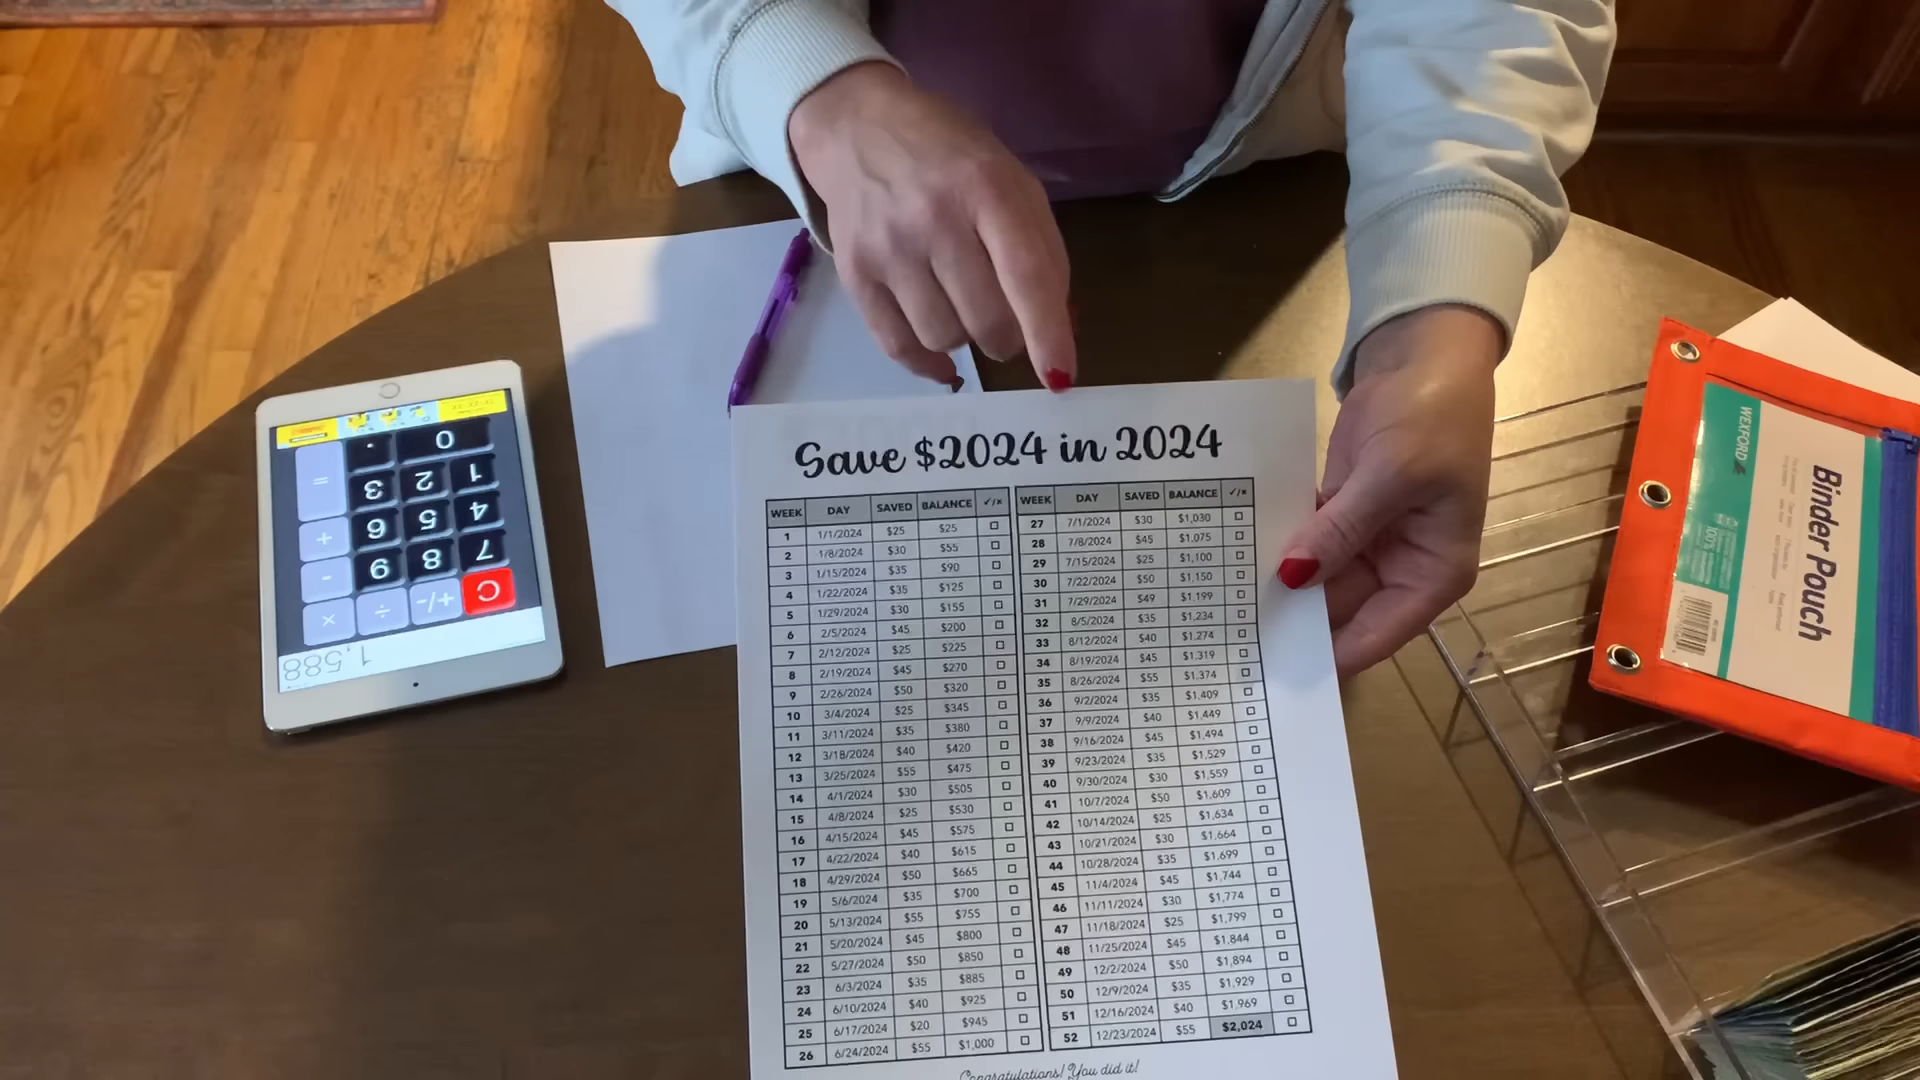 Save $2024 in 2024
WEEK DAY SAVED BALANCE ✓/×
1 1/1/2024 $25 $25
2 1/8/2024 $30 $55
3 1/15/2024 $35 $90
4 1/22/2024 $35 $125
5 1/29/2024 $30 $155
6 2/5/2024 $45 $200
7 2/12/2024 $25 $225
8 2/19/2024 $45 $270
9 2/26/2024 $50 $320
10 3/4/2024 $25 $345
11 3/11/2024 $35 $380
12 3/18/2024 $40 $420
13 3/25/2024 $55 $475
14 4/1/2024 $30 $505
15 4/8/2024 $25 $530
16 4/15/2024 $45 $575
17 4/22/2024 $40 $615
18 4/29/2024 $50 $665
19 5/6/2024 $35 $700
20 5/13/2024 $55 $755
21 5/20/2024 $45 $800
22 5/27/2024 $50 $850
23 6/3/2024 $35 $885
24 6/10/2024 $40 $925
25 6/17/2024 $20 $945
26 6/24/2024 $55 $1,000
WEEK DAY SAVED BALANCE ✓/×
27 7/1/2024 $30 $1,030
28 7/8/2024 $45 $1,075
29 7/15/2024 $25 $1,100
30 7/22/2024 $50 $1,150
31 7/29/2024 $49 $1,199
32 8/5/2024 $35 $1,234
33 8/12/2024 $40 $1,274
34 8/19/2024 $45 $1,319
35 8/26/2024 $55 $1,374
36 9/2/2024 $35 $1,409
37 9/9/2024 $40 $1,449
38 9/16/2024 $45 $1,494
39 9/23/2024 $35 $1,529
40 9/30/2024 $30 $1,559
41 10/7/2024 $50 $1,609
42 10/14/2024 $25 $1,634
43 10/21/2024 $30 $1,664
44 10/28/2024 $35 $1,699
45 11/4/2024 $45 $1,744
46 11/11/2024 $30 $1,774
47 11/18/2024 $25 $1,799
48 11/25/2024 $45 $1,844
49 12/2/2024 $50 $1,894
50 12/9/2024 $35 $1,929
51 12/16/2024 $40 $1,969
52 12/23/2024 $55 $2,024
Congratulations! You did it!
1,588
C +/- ÷ ×
7 8 9 -
4 5 6 +
1 2 3 =
0 .
WEXFORD
Binder Pouch
100%